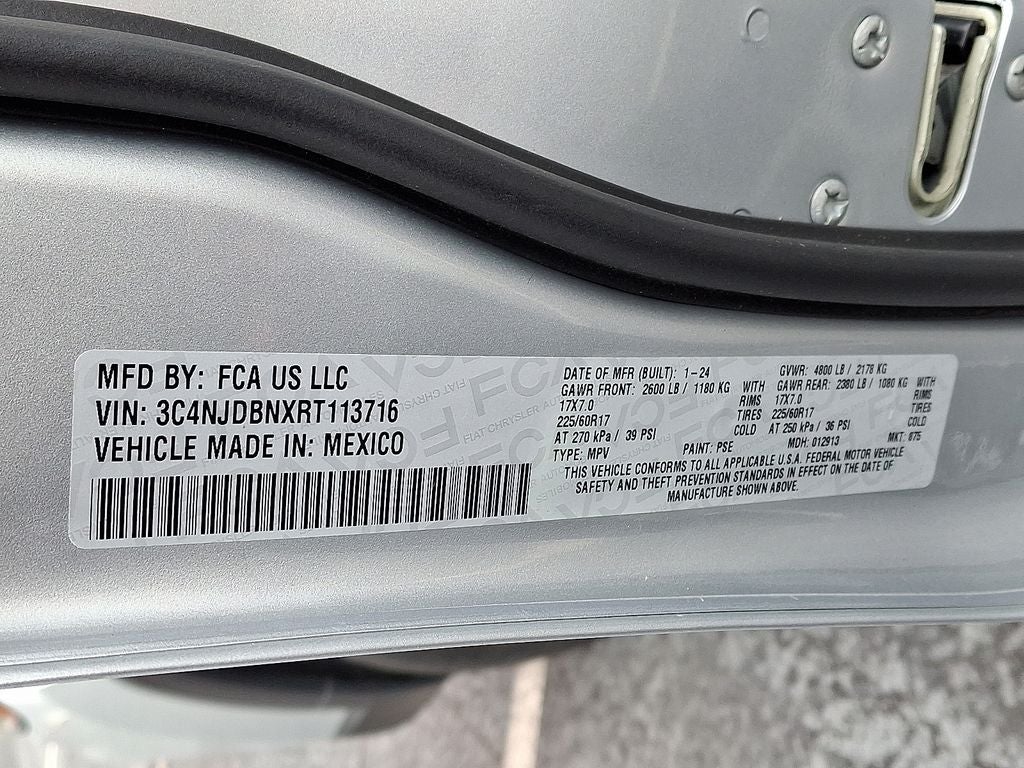 MFD BY: FCA US LLC
VIN: 3C4NJDBNXRT113716
VEHICLE MADE IN: MEXICO
DATE OF MFR (BUILT): 1-24 GVWR: 4800 LB / 2178 KG
GAWR FRONT: 2600 LB / 1180 KG WITH GAWR REAR: 2380 LB / 1080 KG WITH
17X7.0 RIMS 17X7.0 RIMS
225/60R17 TIRES 225/60R17 TIRES
AT 270 kPa / 39 PSI COLD AT 250 kPa / 36 PSI COLD
TYPE: MPV PAINT: PSE MDH: 012913 MKT: 875
THIS VEHICLE CONFORMS TO ALL APPLICABLE U.S.A. FEDERAL MOTOR VEHICLE
SAFETY AND THEFT PREVENTION STANDARDS IN EFFECT ON THE DATE OF
MANUFACTURE SHOWN ABOVE.